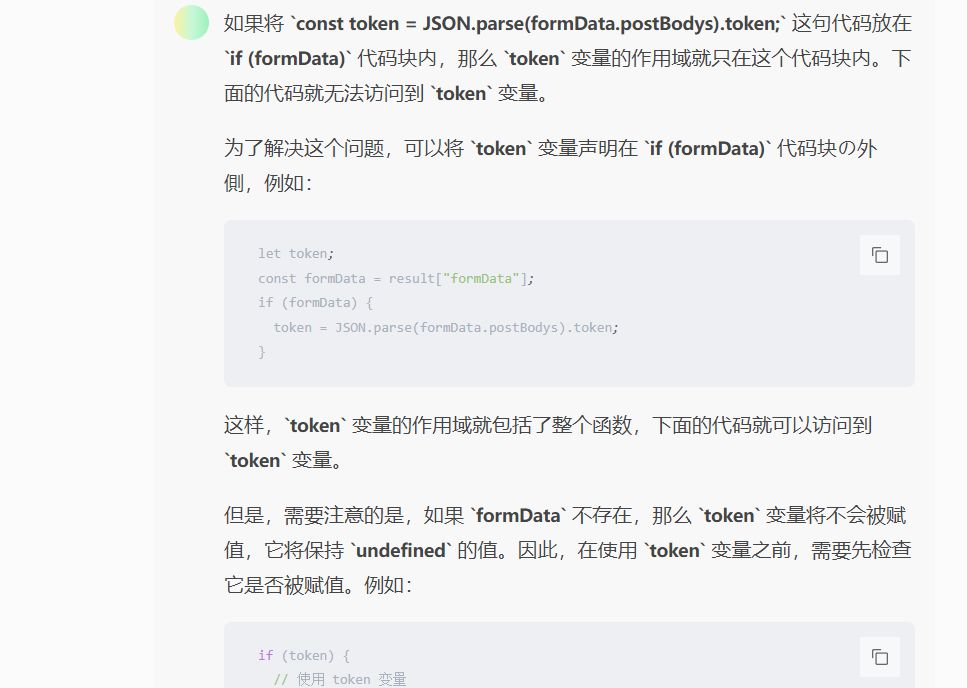 如果将 `const token = JSON.parse(formData.postBodys).token;` 这句代码放在
`if (formData)` 代码块内，那么 `token` 变量的作用域就只在这个代码块内。下
面的代码就无法访问到 `token` 变量。
为了解决这个问题，可以将 `token` 变量声明在 `if (formData)` 代码块の外
側，例如：
let token;
const formData = result["formData"];
if (formData) {
  token = JSON.parse(formData.postBodys).token;
}
这样，`token` 变量的作用域就包括了整个函数，下面的代码就可以访问到
`token` 变量。
但是，需要注意的是，如果 `formData` 不存在，那么 `token` 变量将不会被赋
值，它将保持 `undefined` 的值。因此，在使用 `token` 变量之前，需要先检查
它是否被赋值。例如：
if (token) {
  // 使用 token 变量